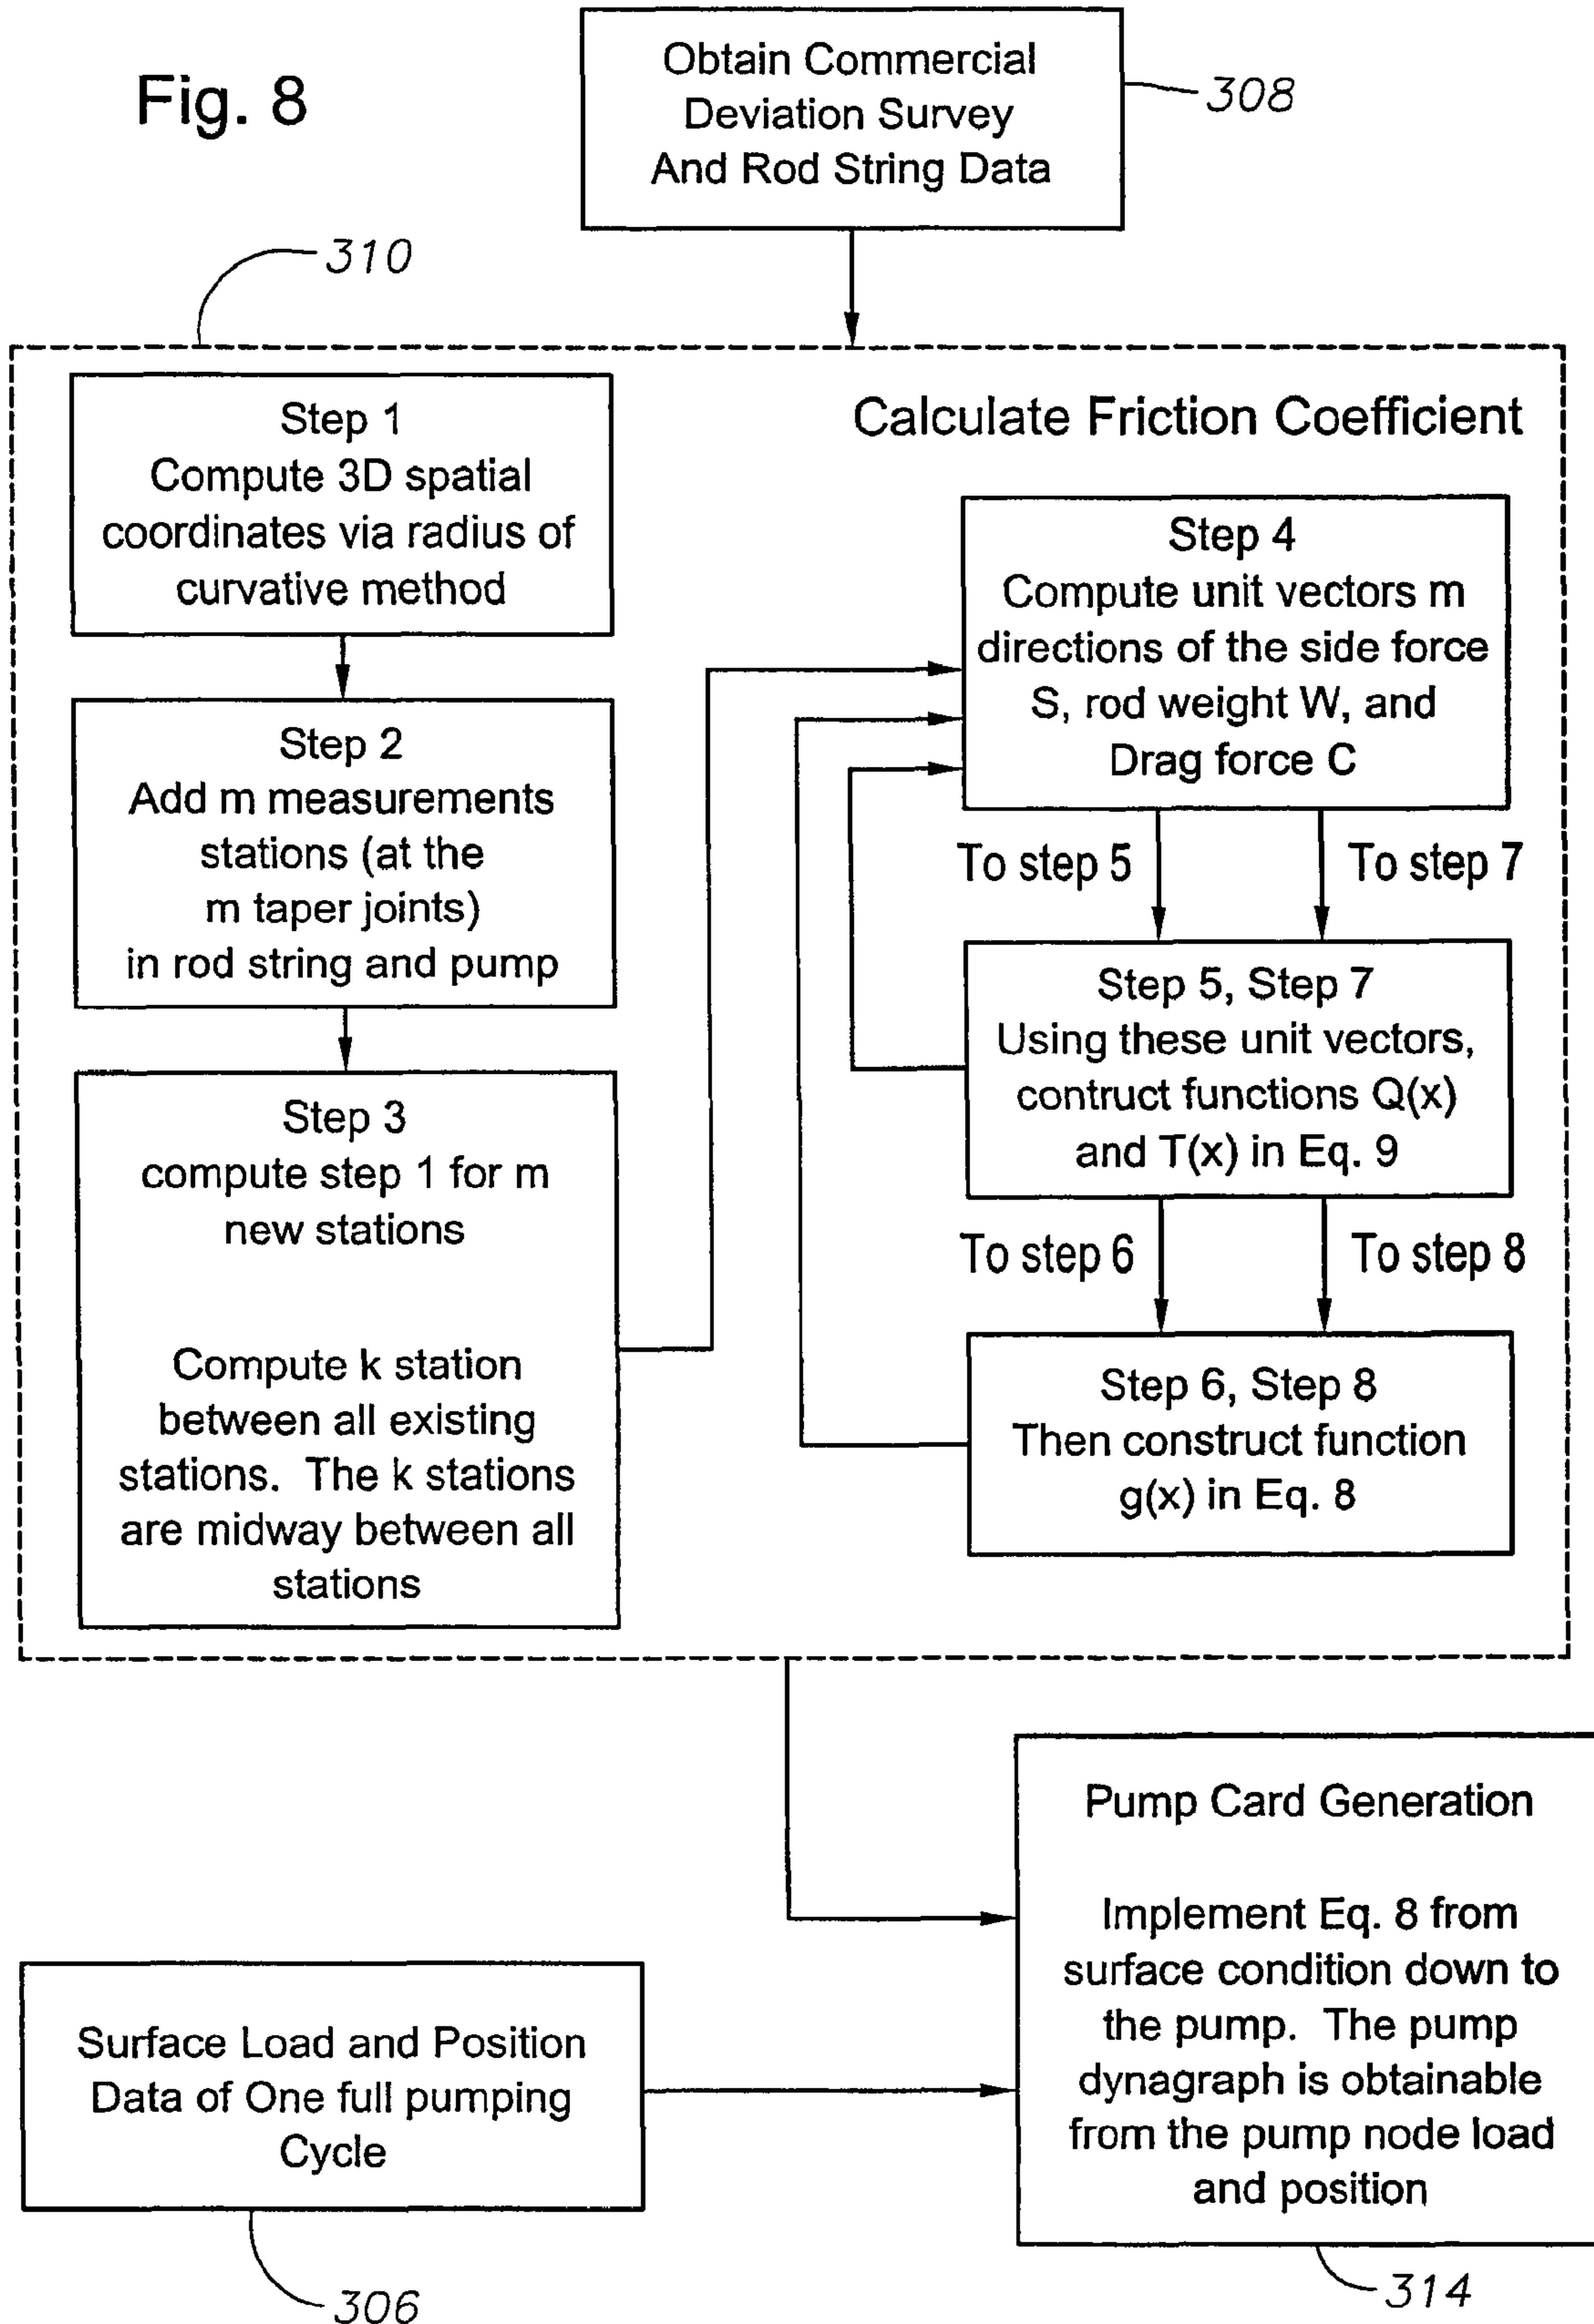 Fig. 8
Obtain Commercial
Deviation Survey
And Rod String Data
308
310
Calculate Friction Coefficient
Step 1
Compute 3D spatial
coordinates via radius of
curvative method
Step 2
Add m measurements
stations (at the
m taper joints)
in rod string and pump
Step 3
compute step 1 for m
new stations
Compute k station
between all existing
stations. The k stations
are midway between all
stations
Step 4
Compute unit vectors m
directions of the side force
S, rod weight W, and
Drag force C
To step 5
To step 7
Step 5, Step 7
Using these unit vectors,
contruct functions Q(x)
and T(x) in Eq. 9
To step 6
To step 8
Step 6, Step 8
Then construct function
g(x) in Eq. 8
Surface Load and Position
Data of One full pumping
Cycle
306
Pump Card Generation
Implement Eq. 8 from
surface condition down to
the pump. The pump
dynagraph is obtainable
from the pump node load
and position
314